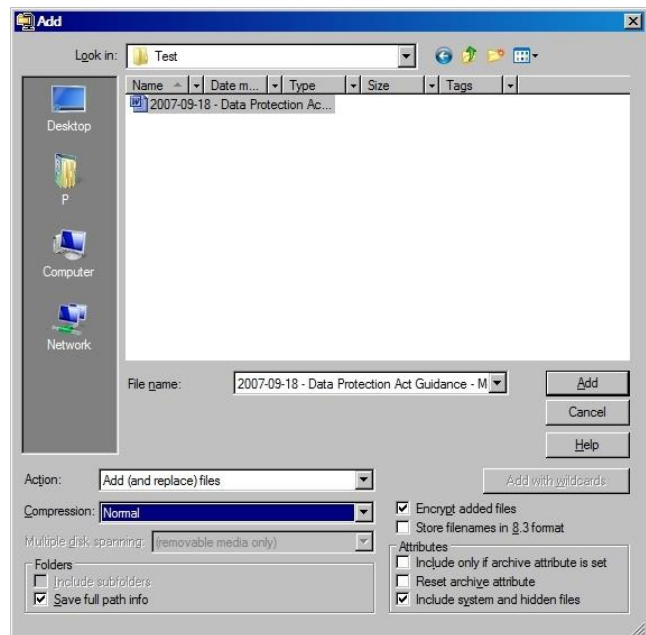 Add
Look in: Test
Name Date m... Type Size Tags
2007-09-18 - Data Protection Ac...
Desktop
P
Computer
Network
File name: 2007-09-18 - Data Protection Act Guidance - M
Add
Cancel
Help
Action: Add (and replace) files
Add with wildcards
Compression: Normal
Encrypt added files
Store filenames in 8.3 format
Multiple disk spanning: (removable media only)
Attributes
Folders
Include only if archive attribute is set
Include subfolders
Reset archive attribute
Save full path info
Include system and hidden files